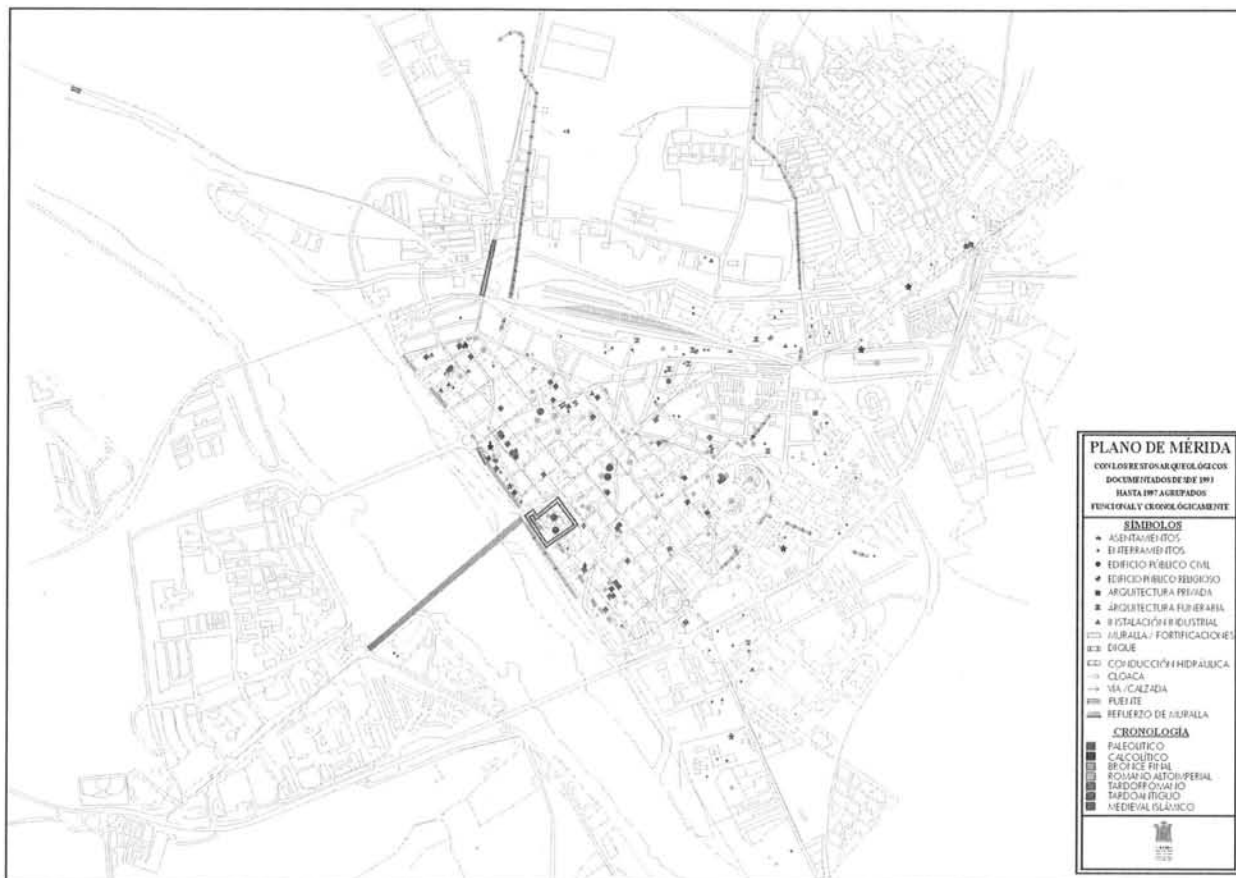 PLANO DE MÉRIDA
CON LOS RESTOS ARQUEOLÓGICOS
DOCUMENTADOS DESDE 1991
HASTA 1997 AGRUPADOS
FUNCIONAL Y CRONOLÓGICAMENTE
SÍMBOLOS
ASENTAMIENTOS
ENTERRAMIENTOS
EDIFICIO PÚBLICO CIVIL
EDIFICIO PÚBLICO RELIGIOSO
ARQUITECTURA PRIVADA
ARQUITECTURA FUNERARIA
INSTALACIÓN INDUSTRIAL
MURALLA / FORTIFICACIONES
DIQUE
CONDUCCIÓN HIDRÁULICA
CLOACA
VÍA / CALZADA
PUENTE
REFUERZO DE MURALLA
CRONOLOGÍA
PALEOLITICO
CALCOLÍTICO
BRONCE FINAL
ROMANO ALTOIMPERIAL
TARDORROMANO
TARDOANTIGUO
MEDIEVAL ISLÁMICO